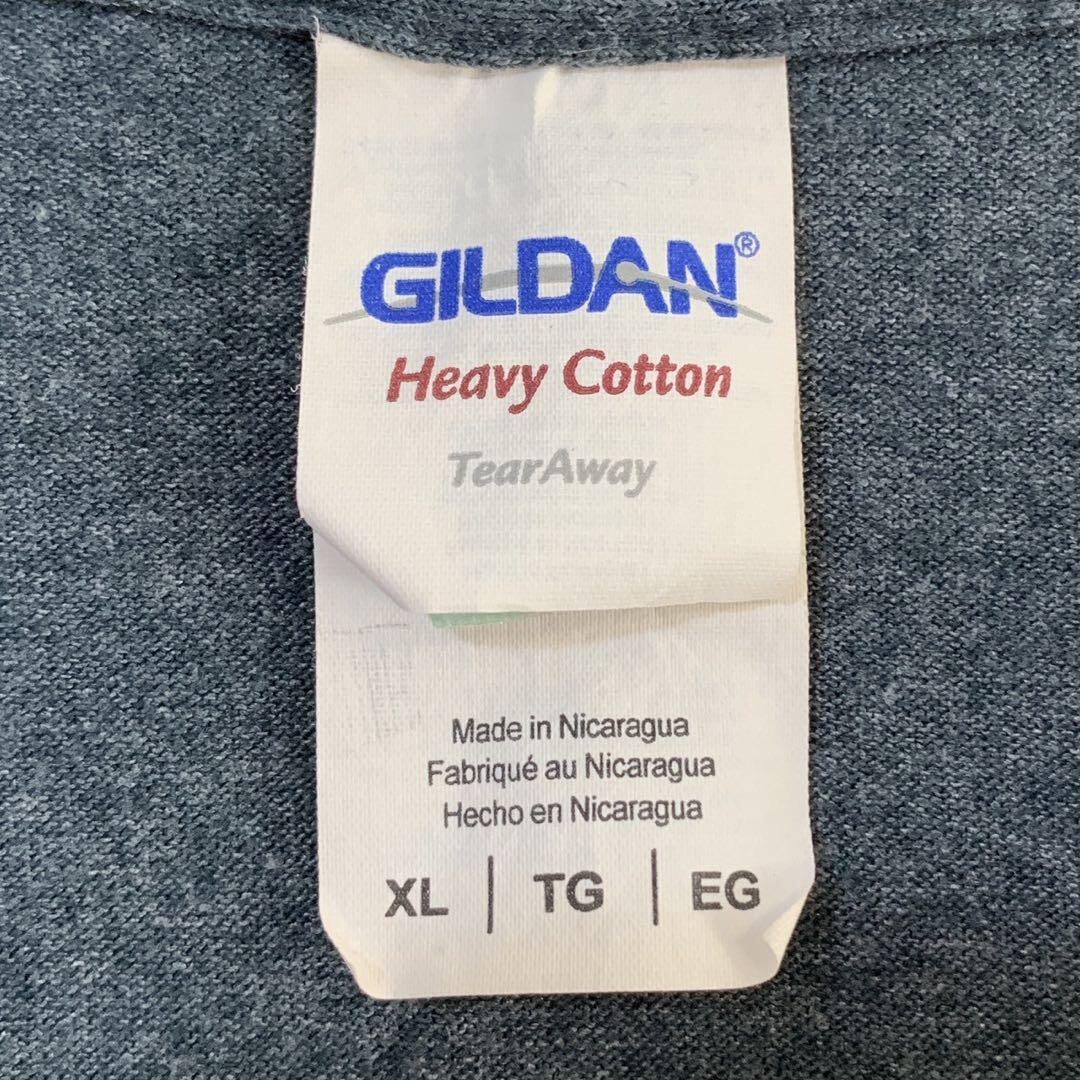 GILDAN®
Heavy Cotton
TearAway
Made in Nicaragua
Fabriqué au Nicaragua
Hecho en Nicaragua
XL | TG | EG